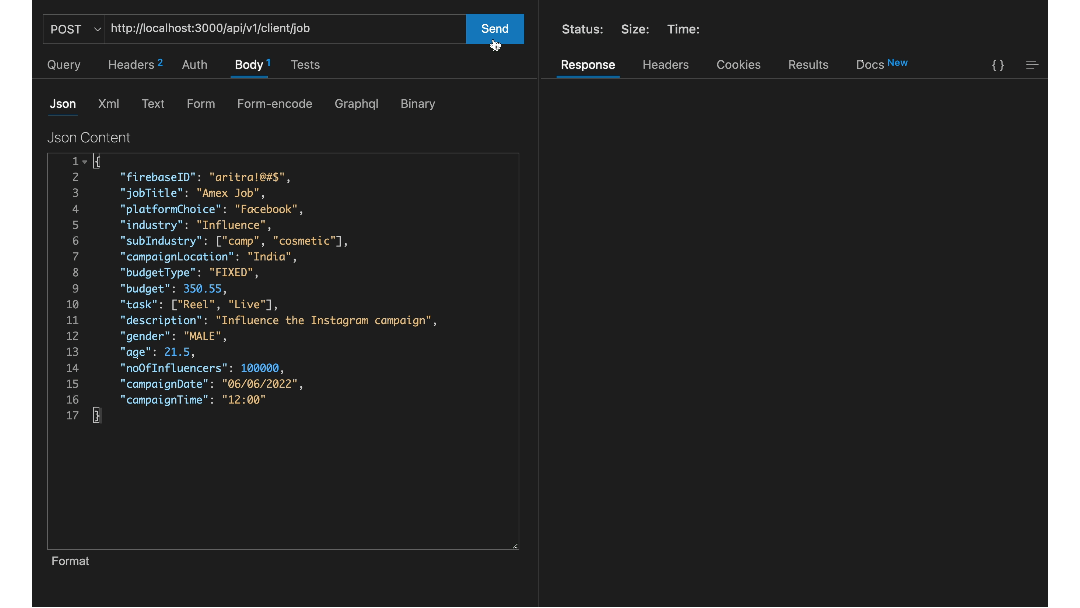 POST http://localhost:3000/api/v1/client/job Send
Status: Size: Time:
Query Headers 2 Auth Body 1 Tests
Response Headers Cookies Results Docs New { }
Json Xml Text Form Form-encode Graphql Binary
Json Content
1 {
2 "firebaseID": "aritra!@#$",
3 "jobTitle": "Amex Job",
4 "platformChoice": "Facebook",
5 "industry": "Influence",
6 "subIndustry": ["camp", "cosmetic"],
7 "campaignLocation": "India",
8 "budgetType": "FIXED",
9 "budget": 350.55,
10 "task": ["Reel", "Live"],
11 "description": "Influence the Instagram campaign",
12 "gender": "MALE",
13 "age": 21.5,
14 "noOfInfluencers": 100000,
15 "campaignDate": "06/06/2022",
16 "campaignTime": "12:00"
17 }
Format